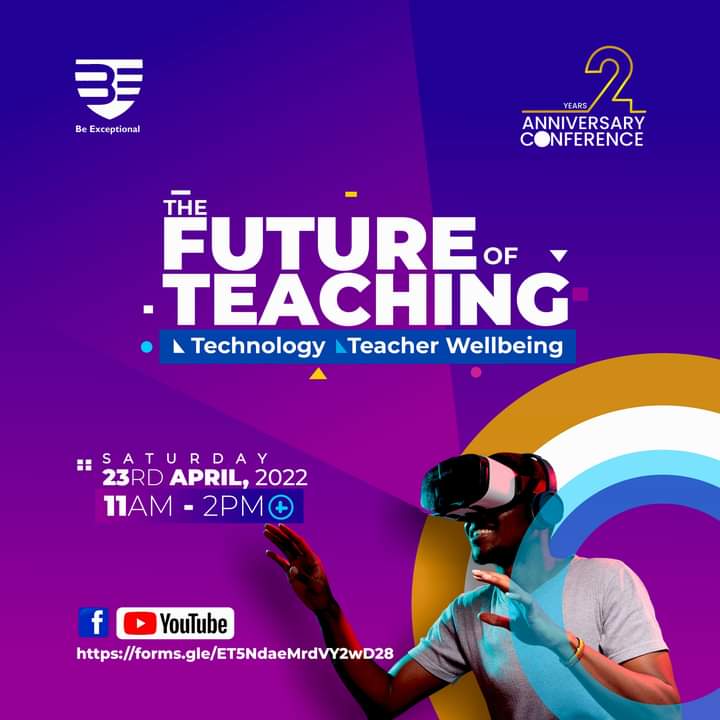 BE
Be Exceptional
YEARS 2
ANNIVERSARY
CONFERENCE
THE
FUTURE OF
TEACHING
Technology Teacher Wellbeing
SATURDAY
23RD APRIL, 2022
11AM - 2PM
f YouTube
https://forms.gle/ET5NdaeMrdVY2wD28